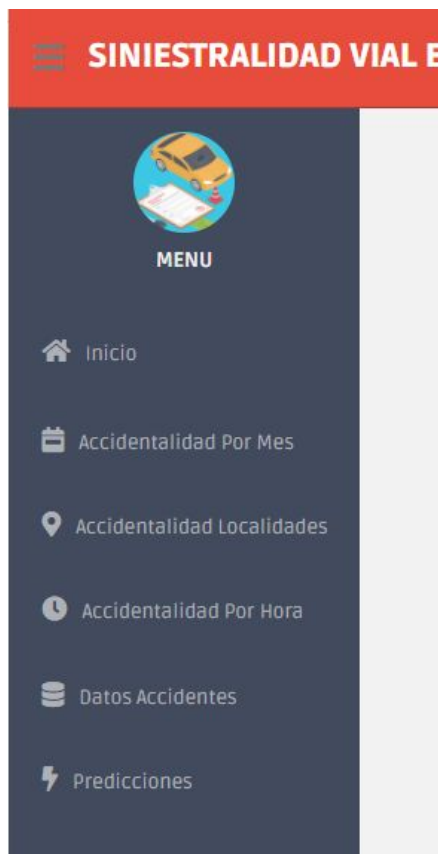 SINIESTRALIDAD VIAL
MENU
Inicio
Accidentalidad Por Mes
Accidentalidad Localidades
Accidentalidad Por Hora
Datos Accidentes
Predicciones